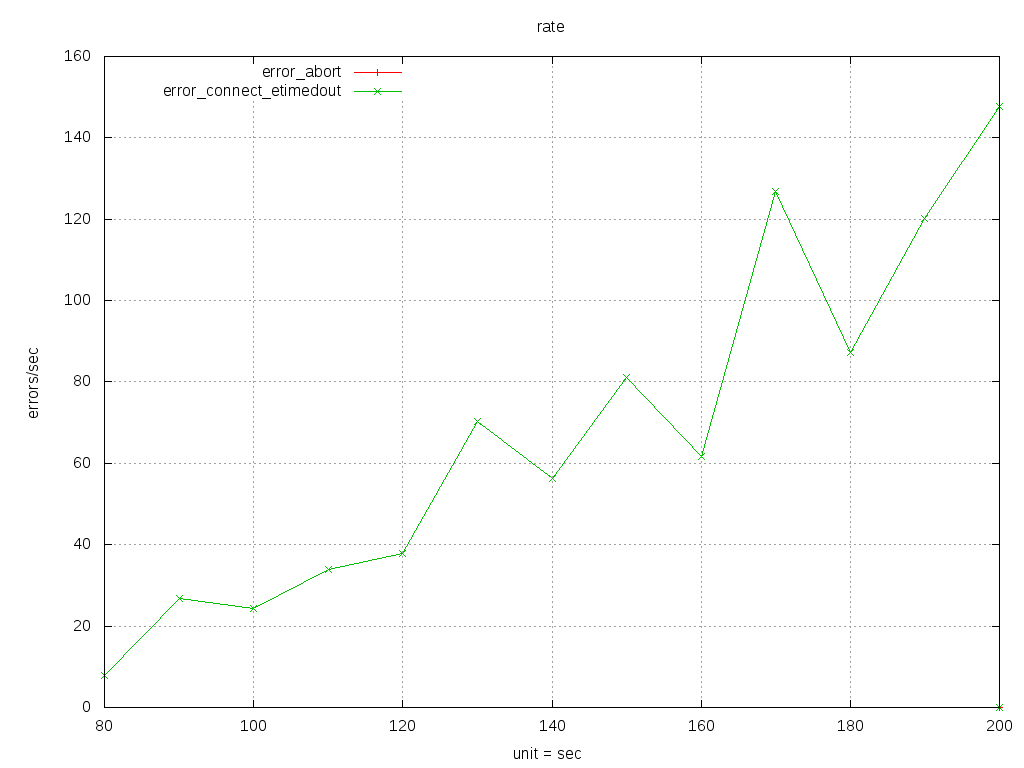 rate
160
error_abort
error_connect_etimedout
140
120
100
80
60
40
20
0
errors/sec
80 100 120 140 160 180 200
unit = sec